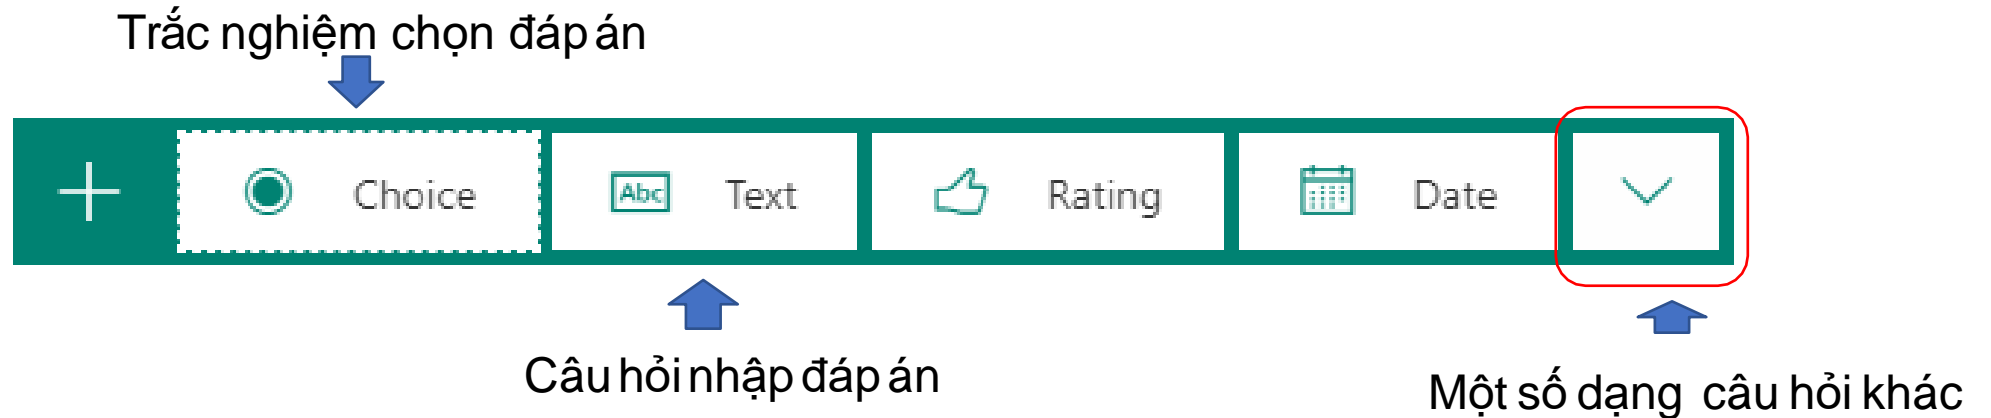 Trắc nghiệm chọn đáp án
Choice Abc Text Rating Date
Câu hỏi nhập đáp án
Một số dạng câu hỏi khác